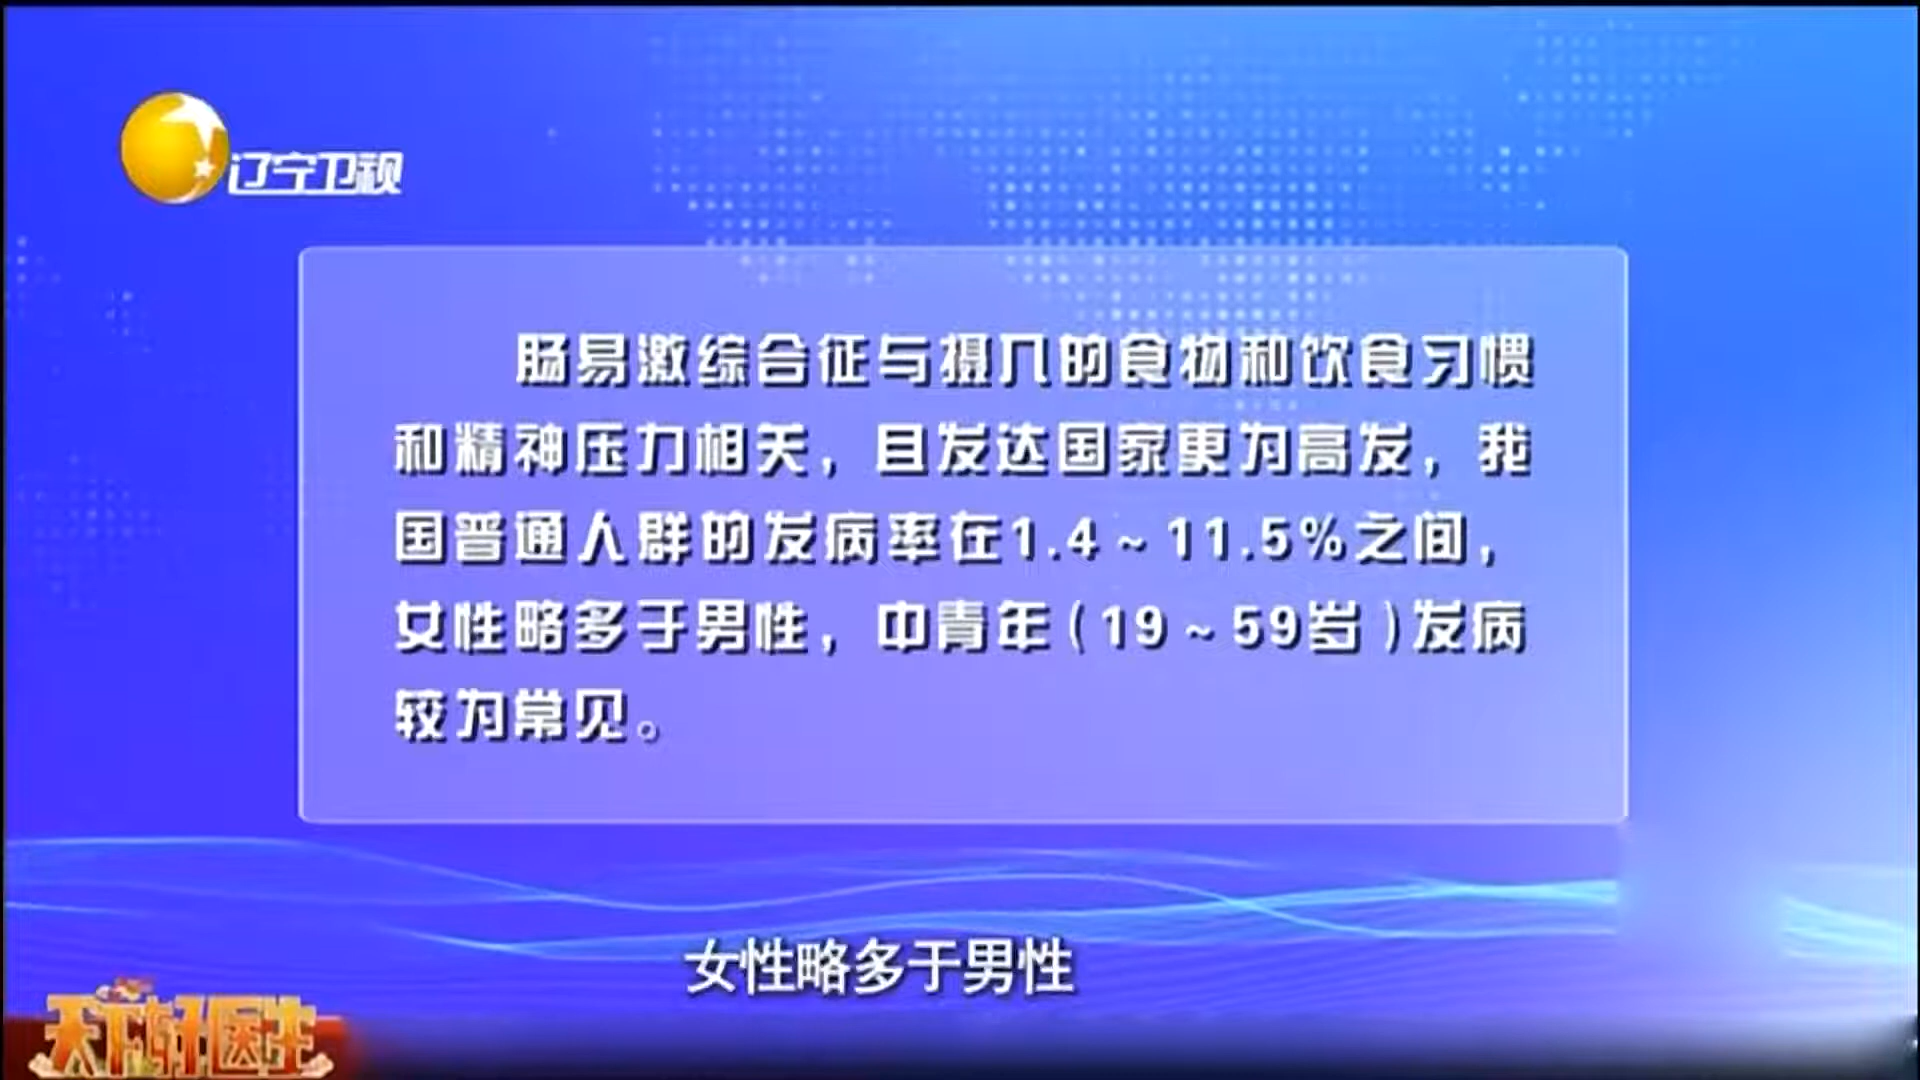 辽宁卫视
肠易激综合征与摄入的食物和饮食习惯
和精神压力相关，且发达国家更为高发，我
国普通人群的发病率在1.4~11.5%之间，
女性略多于男性，中青年(19~59岁)发病
较为常见。
女性略多于男性
天下好医生